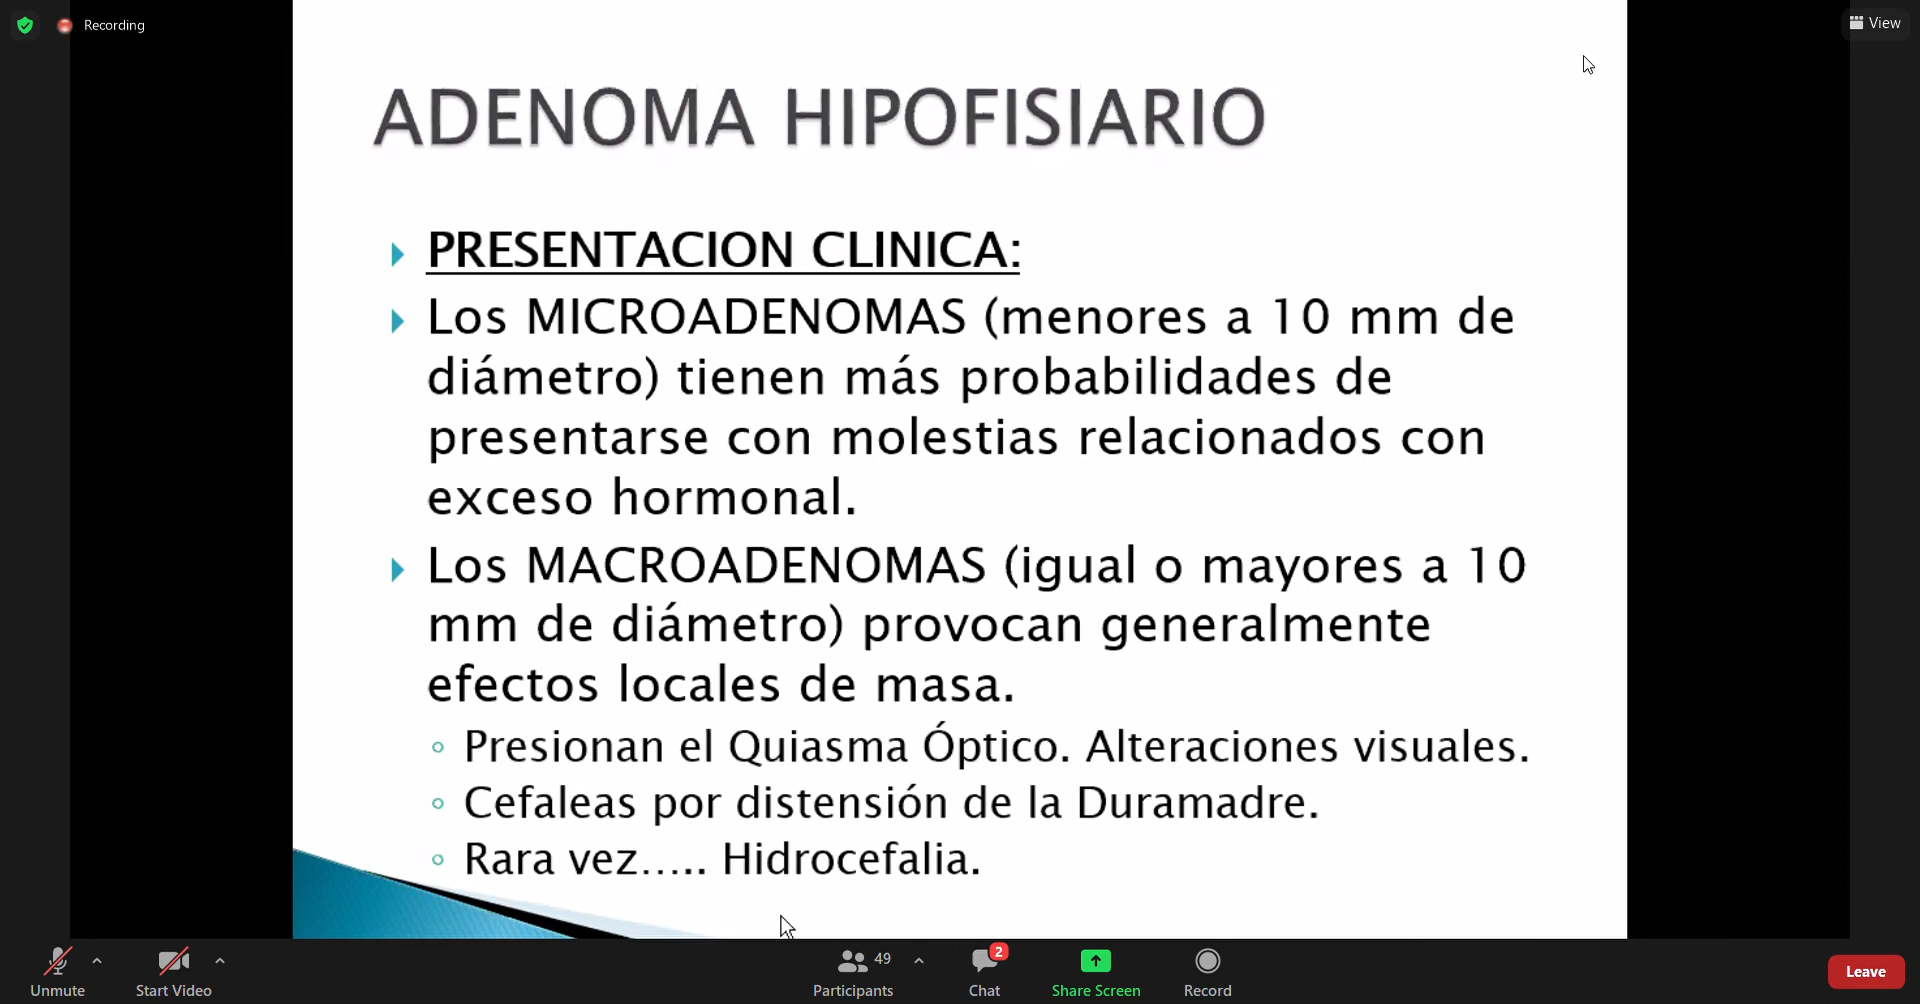 Recording
View
ADENOMA HIPOFISIARIO
PRESENTACION CLINICA:
Los MICROADENOMAS (menores a 10 mm de
diámetro) tienen más probabilidades de
presentarse con molestias relacionados con
exceso hormonal.
Los MACROADENOMAS (igual o mayores a 10
mm de diámetro) provocan generalmente
efectos locales de masa.
Presionan el Quiasma Óptico. Alteraciones visuales.
Cefaleas por distensión de la Duramadre.
Rara vez..... Hidrocefalia.
49
2
Unmute
Start Video
Participants
Chat
Share Screen
Record
Leave